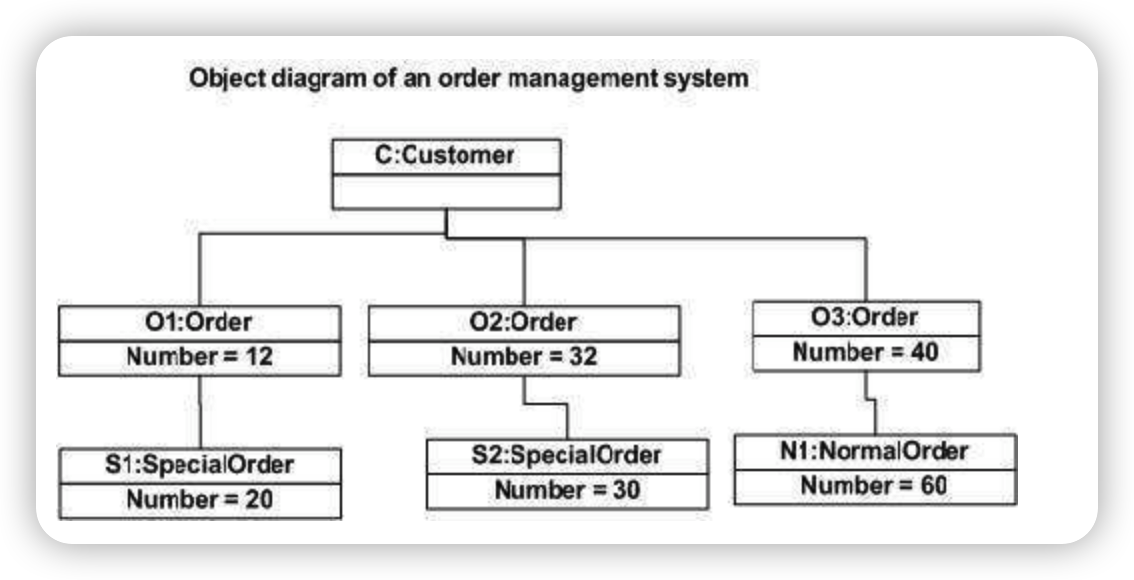 Object diagram of an order management system
C:Customer
O1:Order
Number = 12
O2:Order
Number = 32
O3:Order
Number = 40
S1:SpecialOrder
Number = 20
S2:SpecialOrder
Number = 30
N1:NormalOrder
Number = 60